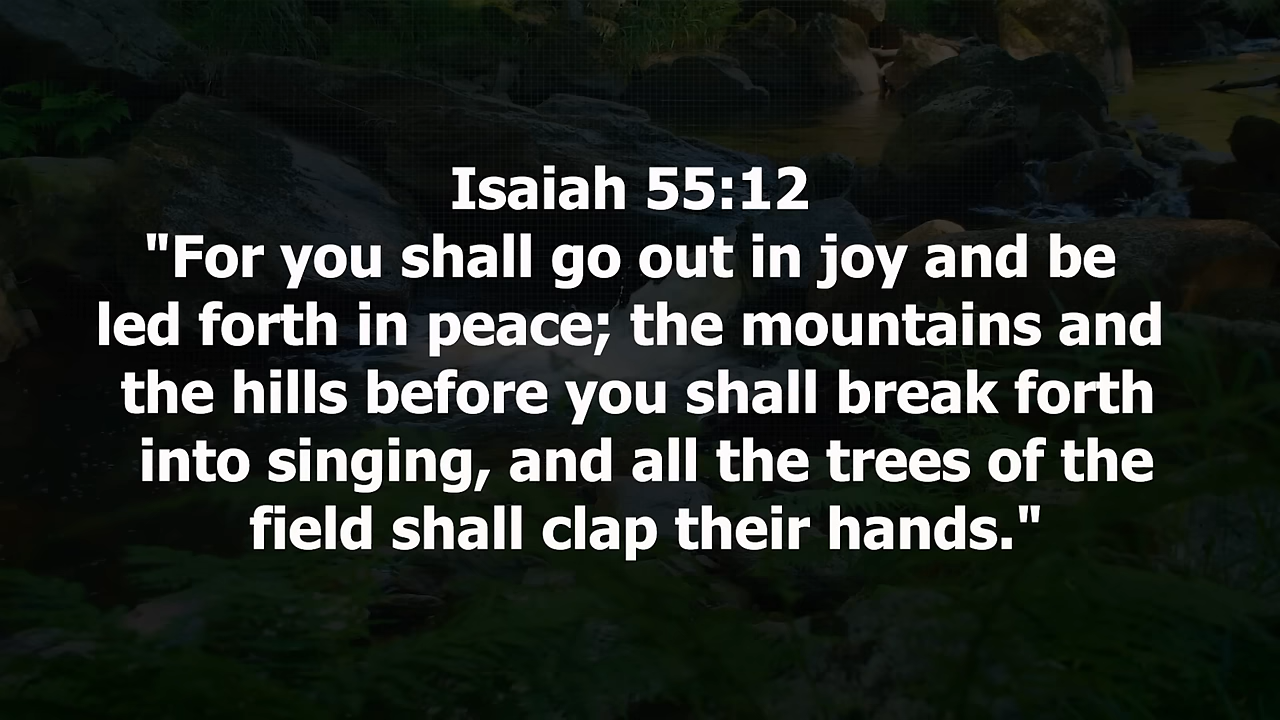 Isaiah 55:12
"For you shall go out in joy and be
led forth in peace; the mountains and
the hills before you shall break forth
into singing, and all the trees of the
field shall clap their hands."